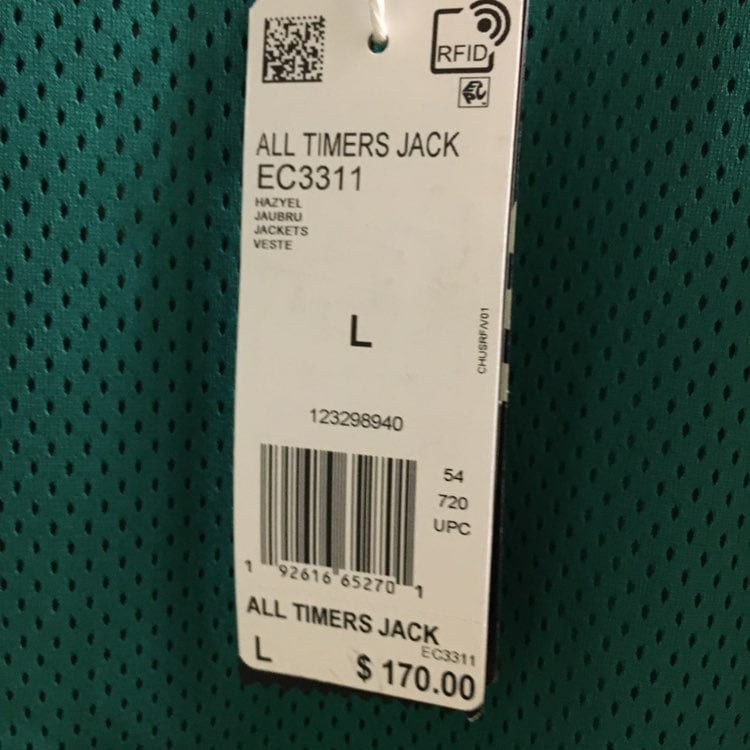 RFID
ALL TIMERS JACK
EC3311
HAZYEL
JAUBRU
JACKETS
VESTE
L
CHUSRFA/01
123298940
54
720
UPC
1 92616 65270 1
ALL TIMERS JACK
EC3311
L
$ 170.00